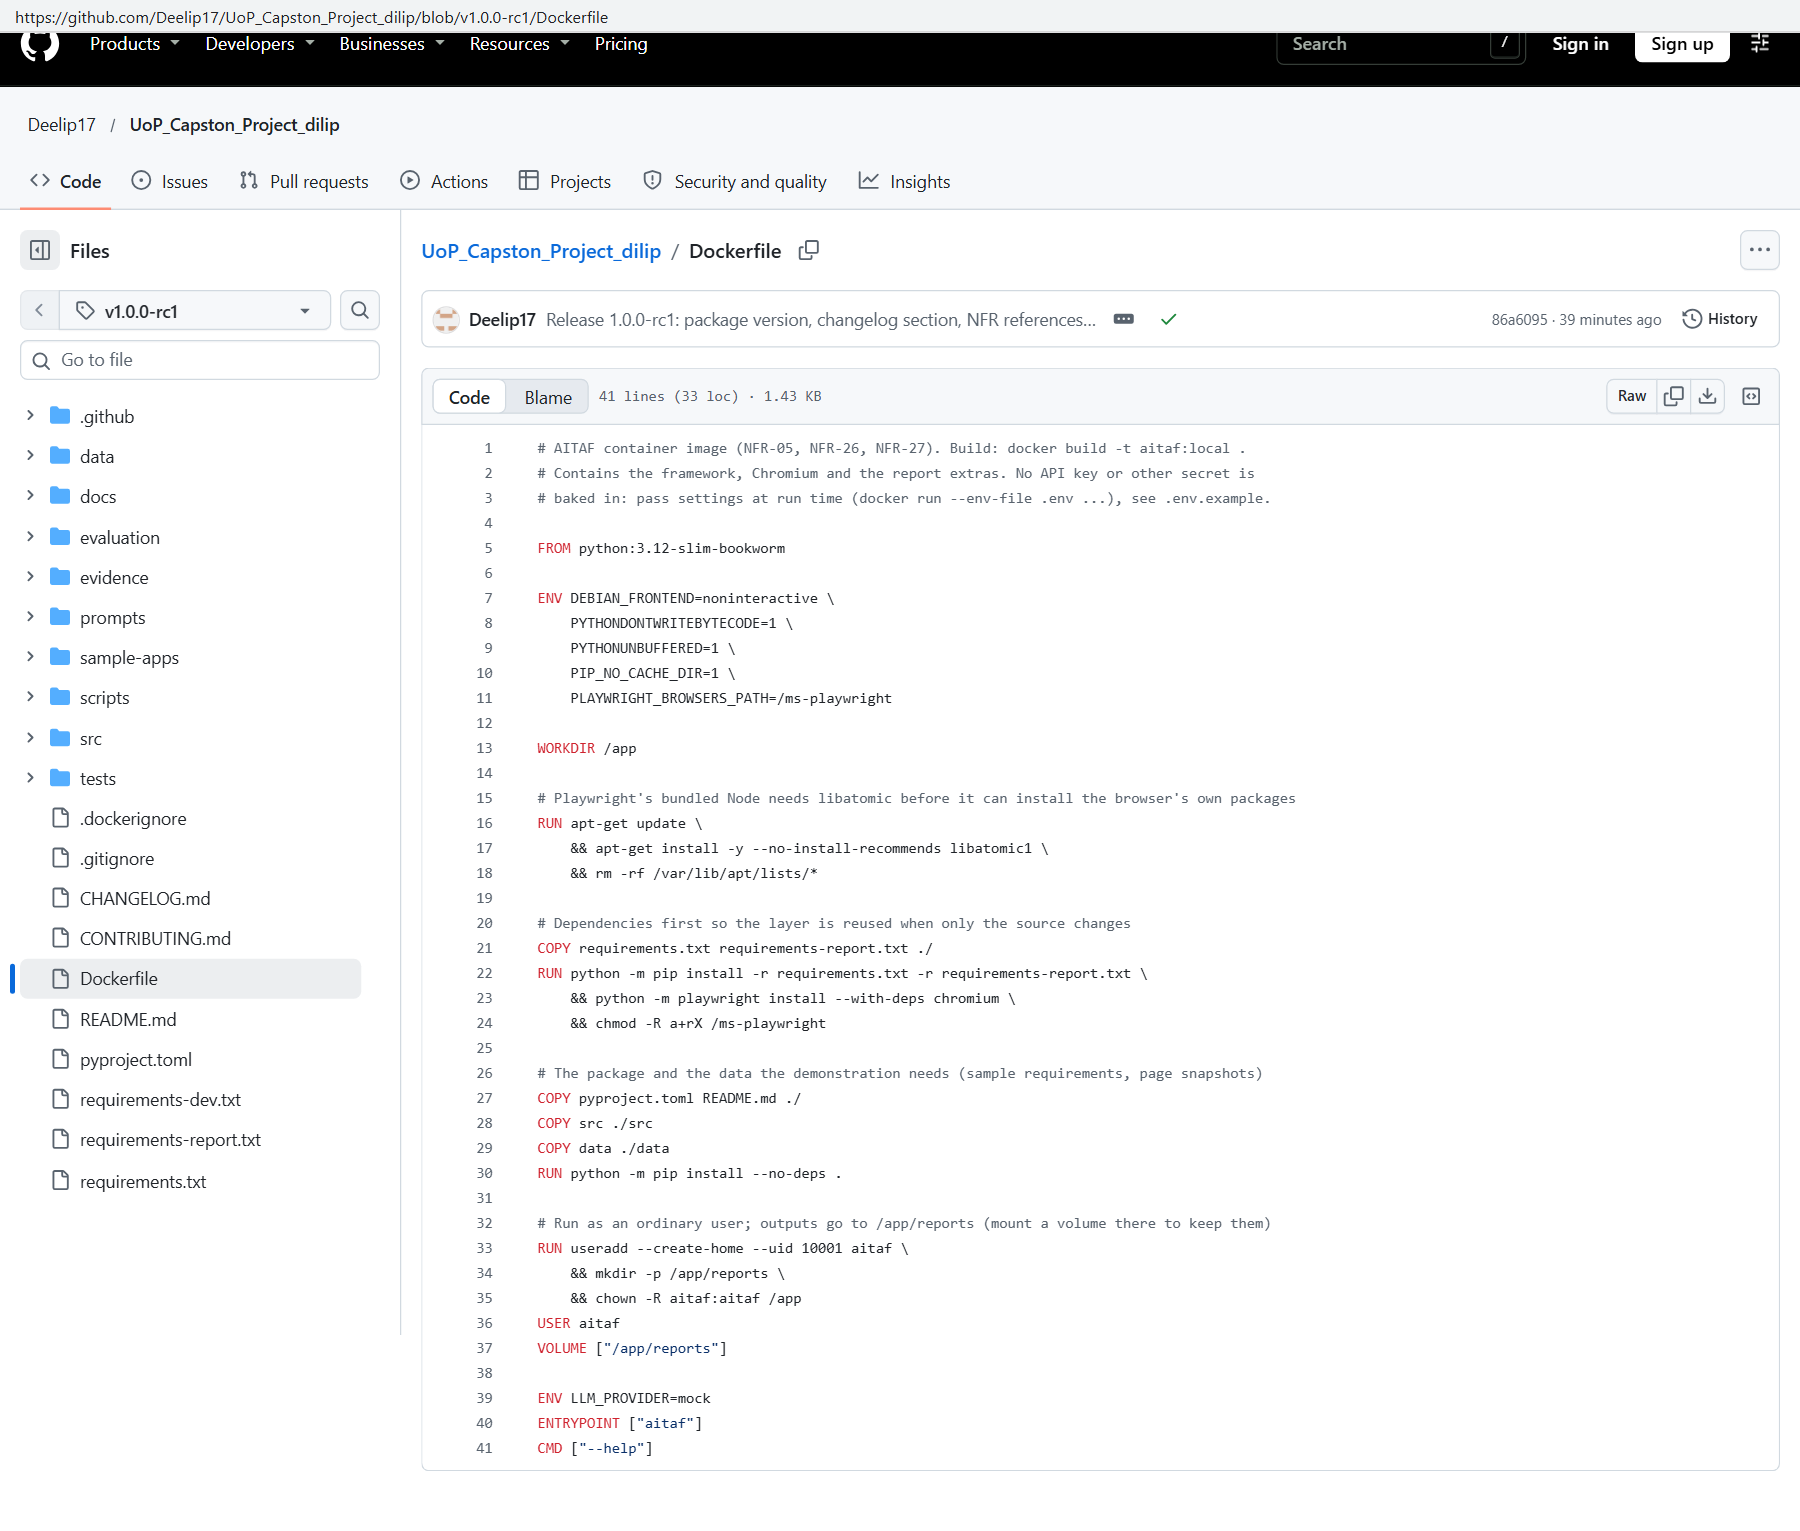 https://github.com/Deelip17/UoP_Capston_Project_dilip/blob/v1.0.0-rc1/Dockerfile
Products Developers Businesses Resources Pricing Search / Sign in Sign up
Deelip17 / UoP_Capston_Project_dilip
Code Issues Pull requests Actions Projects Security and quality Insights
Files
v1.0.0-rc1
Go to file
.github
data
docs
evaluation
evidence
prompts
sample-apps
scripts
src
tests
.dockerignore
.gitignore
CHANGELOG.md
CONTRIBUTING.md
Dockerfile
README.md
pyproject.toml
requirements-dev.txt
requirements-report.txt
requirements.txt
UoP_Capston_Project_dilip / Dockerfile
Deelip17 Release 1.0.0-rc1: package version, changelog section, NFR references... 86a6095 · 39 minutes ago History
Code Blame 41 lines (33 loc) · 1.43 KB Raw
1 # AITAF container image (NFR-05, NFR-26, NFR-27). Build: docker build -t aitaf:local .
2 # Contains the framework, Chromium and the report extras. No API key or other secret is
3 # baked in: pass settings at run time (docker run --env-file .env ...), see .env.example.
4
5 FROM python:3.12-slim-bookworm
6
7 ENV DEBIAN_FRONTEND=noninteractive \
8 PYTHONDONTWRITEBYTECODE=1 \
9 PYTHONUNBUFFERED=1 \
10 PIP_NO_CACHE_DIR=1 \
11 PLAYWRIGHT_BROWSERS_PATH=/ms-playwright
12
13 WORKDIR /app
14
15 # Playwright's bundled Node needs libatomic before it can install the browser's own packages
16 RUN apt-get update \
17 && apt-get install -y --no-install-recommends libatomic1 \
18 && rm -rf /var/lib/apt/lists/*
19
20 # Dependencies first so the layer is reused when only the source changes
21 COPY requirements.txt requirements-report.txt ./
22 RUN python -m pip install -r requirements.txt -r requirements-report.txt \
23 && python -m playwright install --with-deps chromium \
24 && chmod -R a+rX /ms-playwright
25
26 # The package and the data the demonstration needs (sample requirements, page snapshots)
27 COPY pyproject.toml README.md ./
28 COPY src ./src
29 COPY data ./data
30 RUN python -m pip install --no-deps .
31
32 # Run as an ordinary user; outputs go to /app/reports (mount a volume there to keep them)
33 RUN useradd --create-home --uid 10001 aitaf \
34 && mkdir -p /app/reports \
35 && chown -R aitaf:aitaf /app
36 USER aitaf
37 VOLUME ["/app/reports"]
38
39 ENV LLM_PROVIDER=mock
40 ENTRYPOINT ["aitaf"]
41 CMD ["--help"]